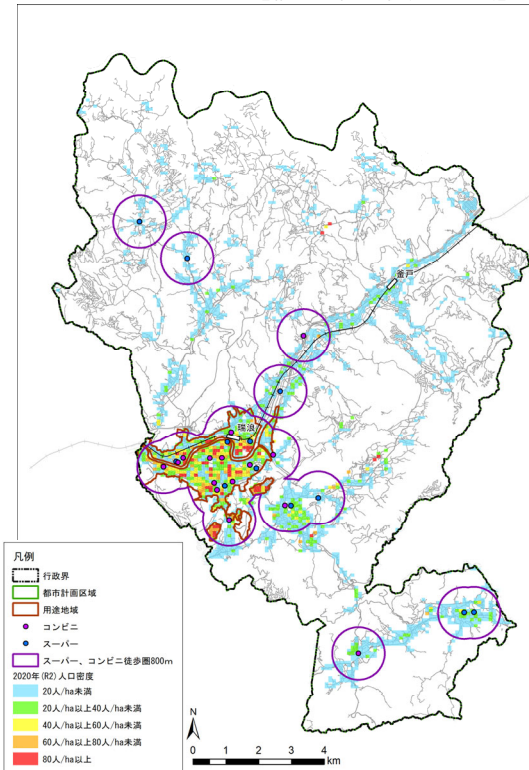 釜戸
瑞浪
凡例
行政界
都市計画区域
用途地域
コンビニ
スーパー
スーパー、コンビニ徒歩圏800m
2020年(R2)人口密度
20人/ha未満
20人/ha以上40人/ha未満
40人/ha以上60人/ha未満
60人/ha以上80人/ha未満
80人/ha以上
N
0 1 2 3 4
km